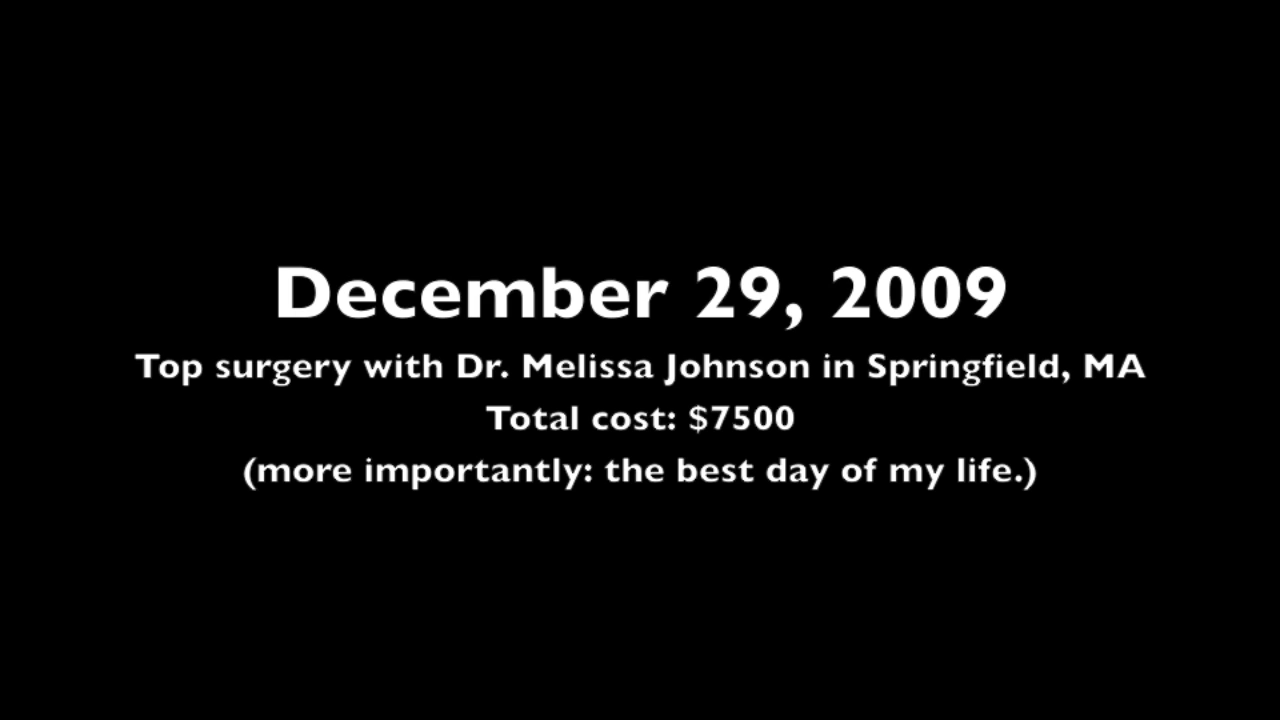 December 29, 2009
Top surgery with Dr. Melissa Johnson in Springfield, MA
Total cost: $7500
(more importantly: the best day of my life.)